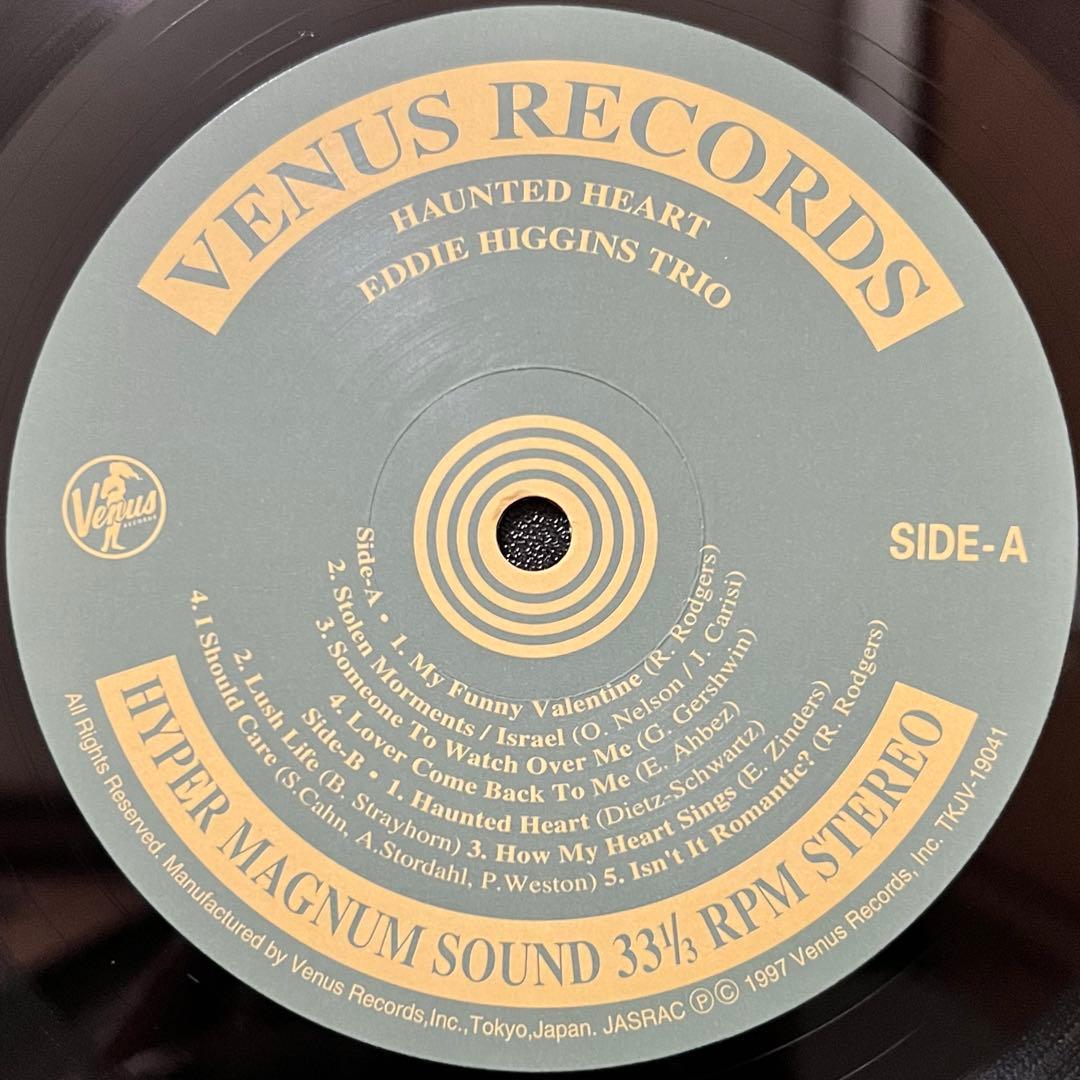 VENUS RECORDS
HAUNTED HEART
EDDIE HIGGINS TRIO
Venus
RECORDS
SIDE-A
Side-A • 1. My Funny Valentine (R. Rodgers)
2. Stolen Morments / Israel (O. Nelson / J. Carisi)
3. Someone To Watch Over Me (G. Gershwin)
4. Lover Come Back To Me (E. Ahbez)
Side-B • 1. Haunted Heart (Dietz-Schwartz)
2. Lush Life (B. Strayhorn) 3. How My Heart Sings (E. Zinders)
4. I Should Care (S.Cahn, A.Stordahl, P.Weston) 5. Isn't It Romantic? (R. Rodgers)
HYPER MAGNUM SOUND 33⅓ RPM STEREO
All Rights Reserved. Manufactured by Venus Records,Inc.,Tokyo,Japan. JASRAC ℗© 1997 Venus Records, Inc. TKJV-19041